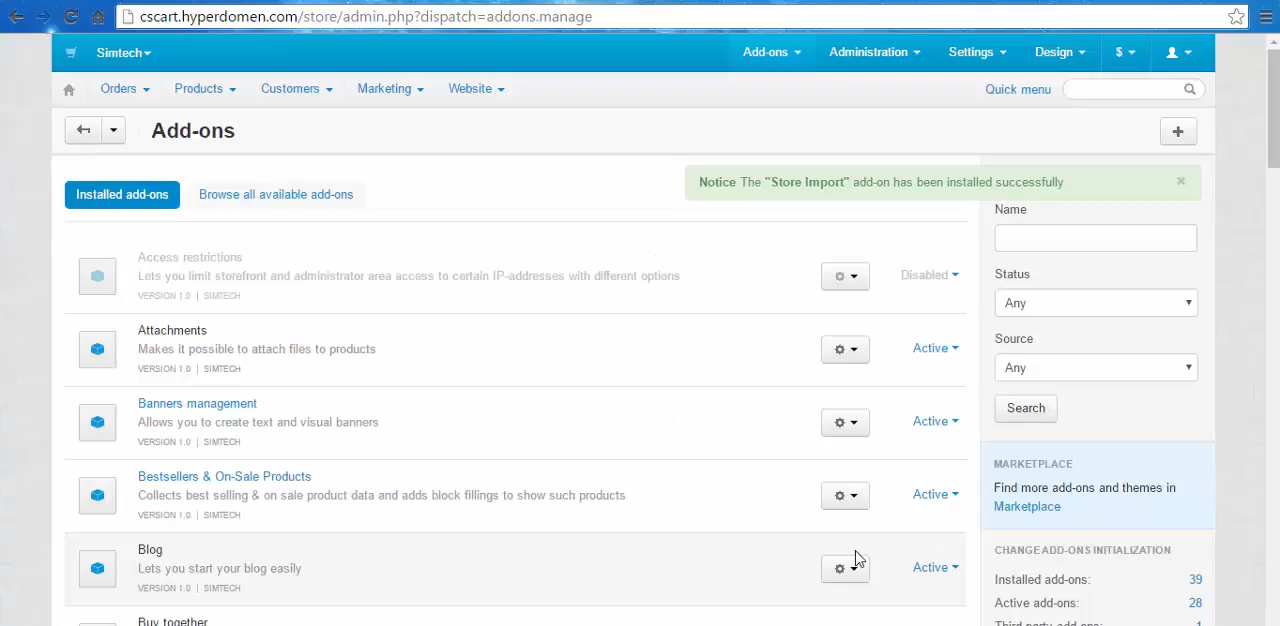 cscart.hyperdomen.com/store/admin.php?dispatch=addons.manage
Simtech Add-ons Administration Settings Design $
Orders Products Customers Marketing Website Quick menu
Add-ons +
Installed add-ons Browse all available add-ons
Notice The "Store Import" add-on has been installed successfully ×
Name
Access restrictions
Lets you limit storefront and administrator area access to certain IP-addresses with different options
VERSION 1.0 | SIMTECH
Disabled
Status
Any
Attachments
Makes it possible to attach files to products
VERSION 1.0 | SIMTECH
Active
Source
Any
Search
Banners management
Allows you to create text and visual banners
VERSION 1.0 | SIMTECH
Active
Bestsellers & On-Sale Products
Collects best selling & on sale product data and adds block fillings to show such products
VERSION 1.0 | SIMTECH
Active
MARKETPLACE
Find more add-ons and themes in
Marketplace
Blog
Lets you start your blog easily
VERSION 1.0 | SIMTECH
Active
CHANGE ADD-ONS INITIALIZATION
Installed add-ons: 39
Active add-ons: 28
Third party add-ons: 1
Buy together